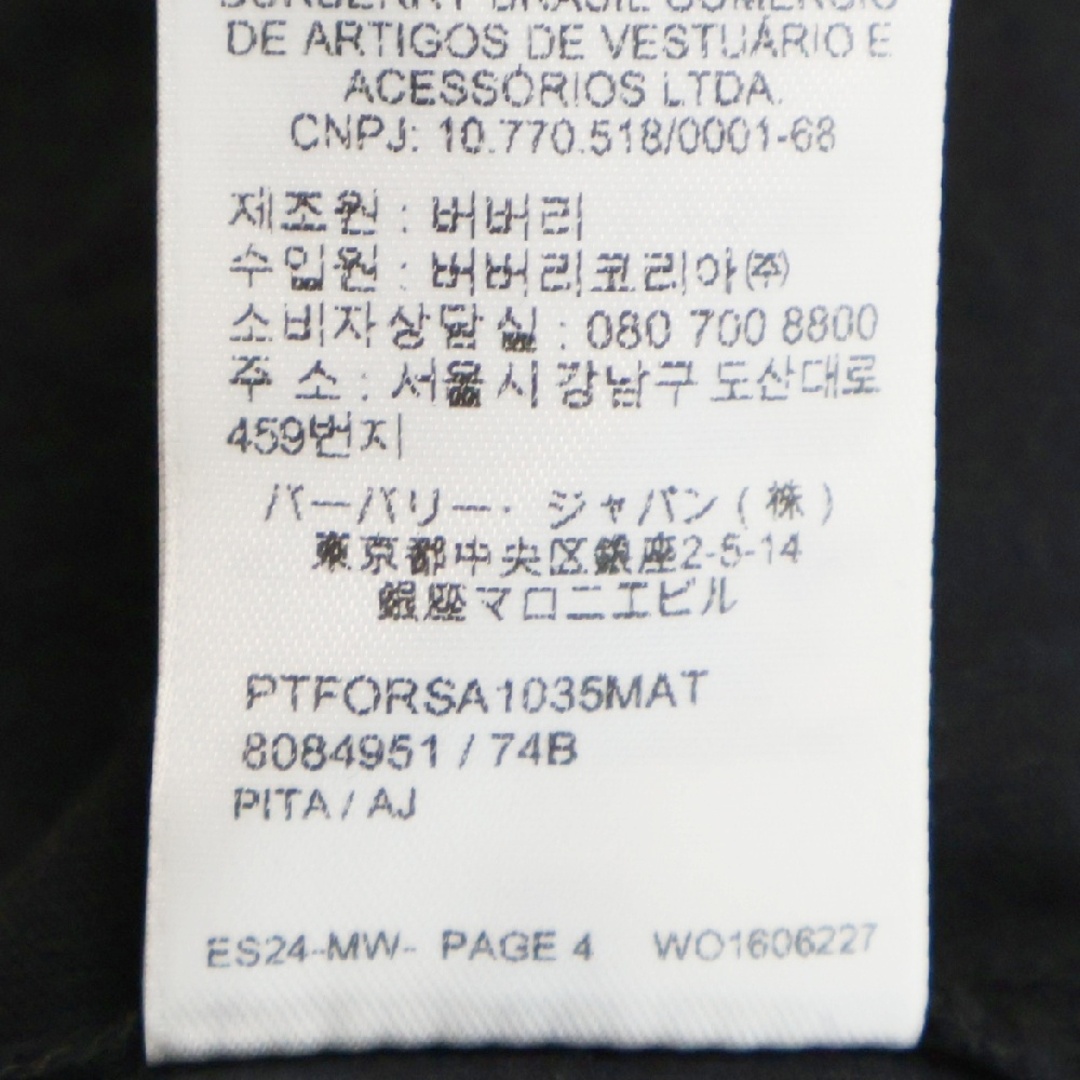 BURBERRY BRASIL COMÉRCIO
DE ARTIGOS DE VESTUÁRIO E
ACESSÓRIOS LTDA.
CNPJ: 10.770.518/0001-68
제조원 : 버버리
수입원 : 버버리코리아(주)
소비자상담실 : 080 700 8800
주 소 : 서울시 강남구 도산대로
459번지
バーバリー・ジャパン(株)
東京都中央区銀座2-5-14
銀座マロニエビル
PTFORSA1035MAT
8084951 / 74B
PITA / AJ
ES24-MW- PAGE 4 WO1606227